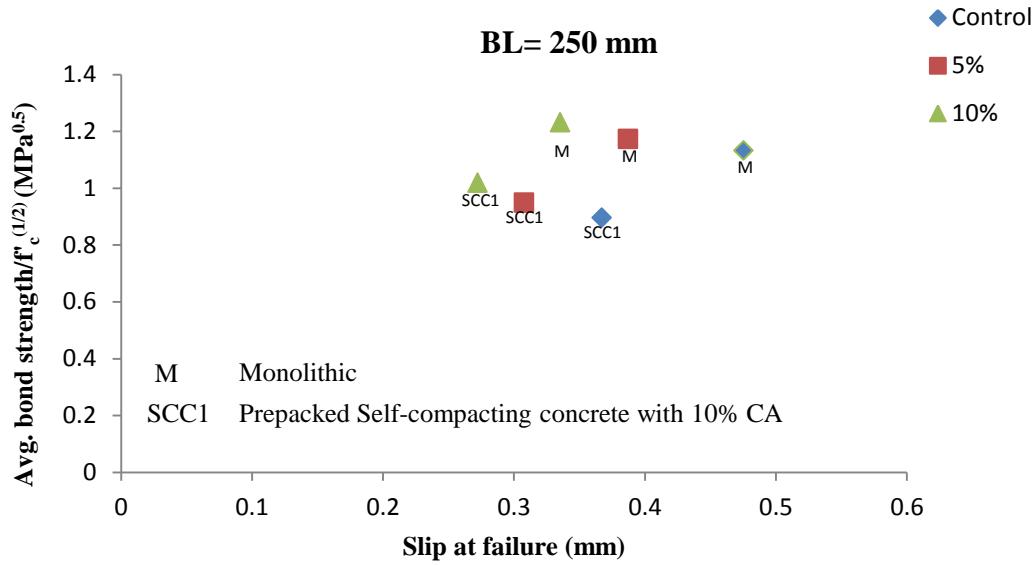 BL= 250 mm
Control
5%
10%
Avg. bond strength/f'c^(1/2) (MPa^0.5)
1.4
1.2
1
0.8
0.6
0.4
0.2
0
M
M
M
SCC1
SCC1
SCC1
M Monolithic
SCC1 Prepacked Self-compacting concrete with 10% CA
0 0.1 0.2 0.3 0.4 0.5 0.6
Slip at failure (mm)